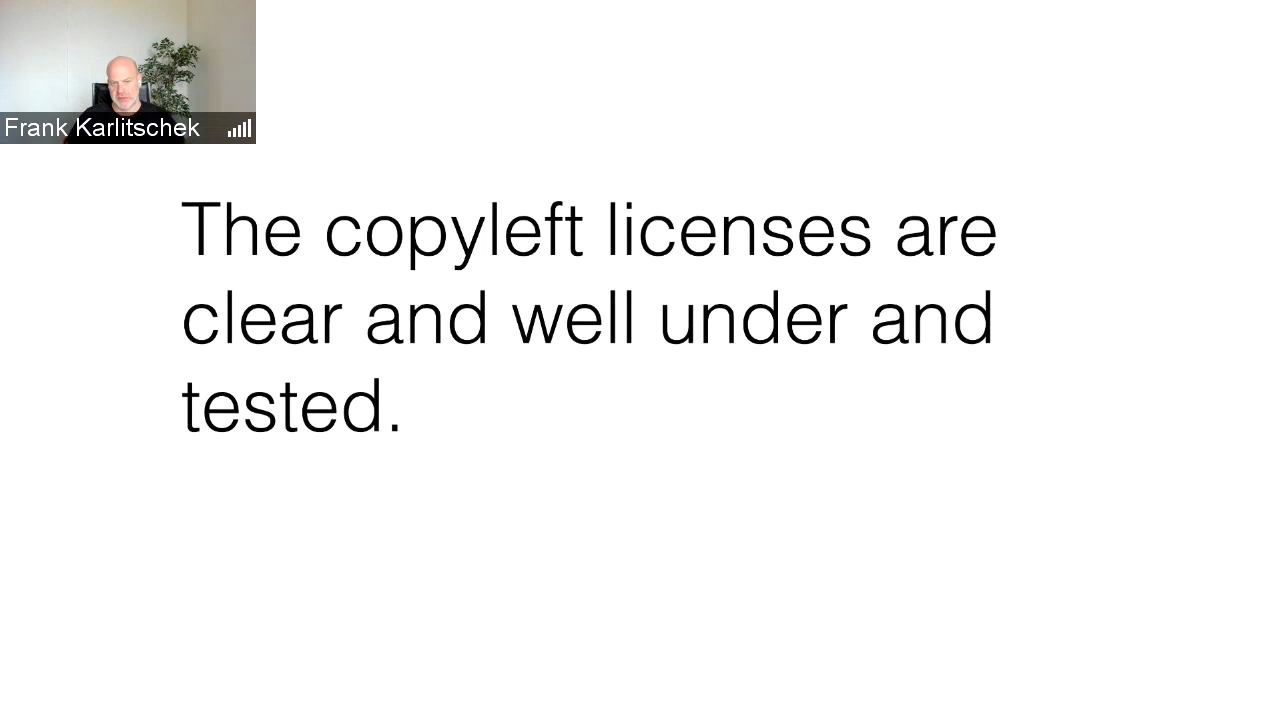 Frank Karlitschek
The copyleft licenses are
clear and well under and
tested.